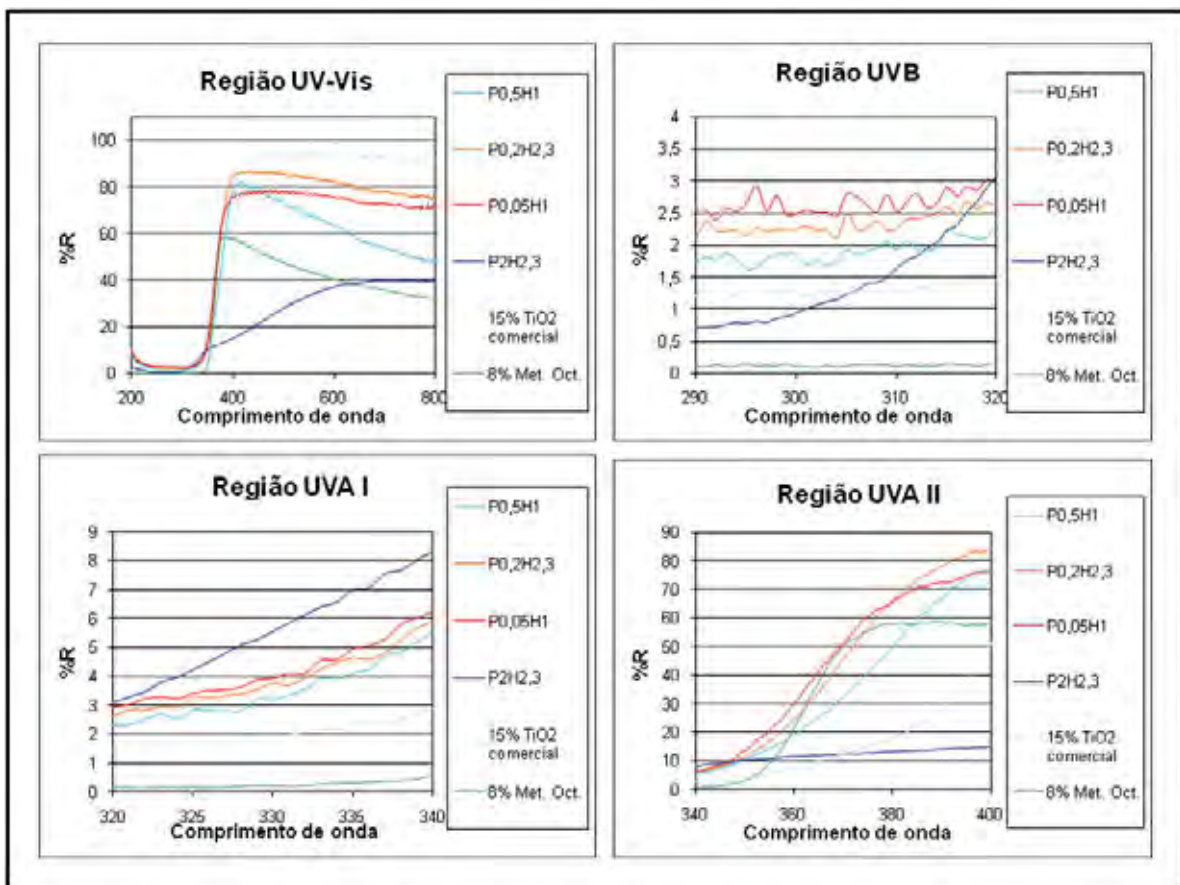 Região UV-Vis
%R
100
80
60
40
20
0
200
400
600
800
Comprimento de onda
P0,5H1
P0,2H2,3
P0,05H1
P2H2,3
15% TiO2
comercial
8% Met. Oct.
Região UVB
%R
4
3,5
3
2,5
2
1,5
1
0,5
0
290
300
310
320
Comprimento de onda
P0,5H1
P0,2H2,3
P0,05H1
P2H2,3
15% TiO2
comercial
8% Met. Oct.
Região UVA I
%R
9
8
7
6
5
4
3
2
1
0
320
325
330
335
340
Comprimento de onda
P0,5H1
P0,2H2,3
P0,05H1
P2H2,3
15% TiO2
comercial
8% Met. Oct.
Região UVA II
%R
90
80
70
60
50
40
30
20
10
0
340
360
380
400
Comprimento de onda
P0,5H1
P0,2H2,3
P0,05H1
P2H2,3
15% TiO2
comercial
8% Met. Oct.